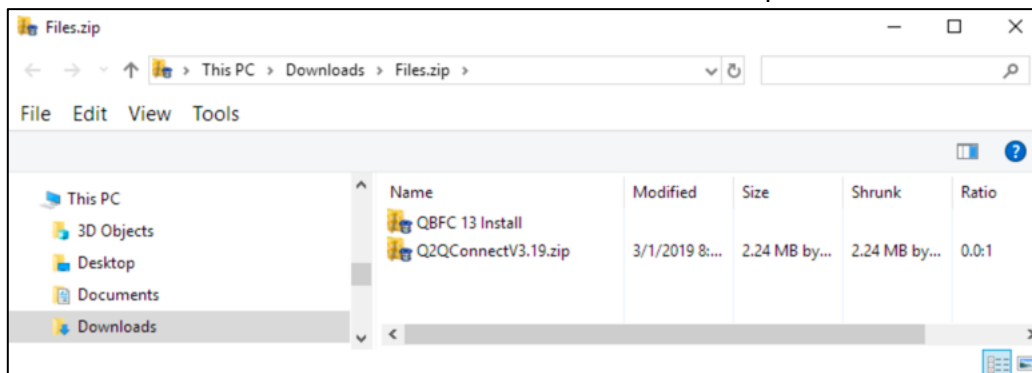 Files.zip
This PC > Downloads > Files.zip >
File Edit View Tools
This PC
3D Objects
Desktop
Documents
Downloads
Name Modified Size Shrunk Ratio
QBFC 13 Install
Q2QConnectV3.19.zip 3/1/2019 8:... 2.24 MB by... 2.24 MB by... 0.0:1